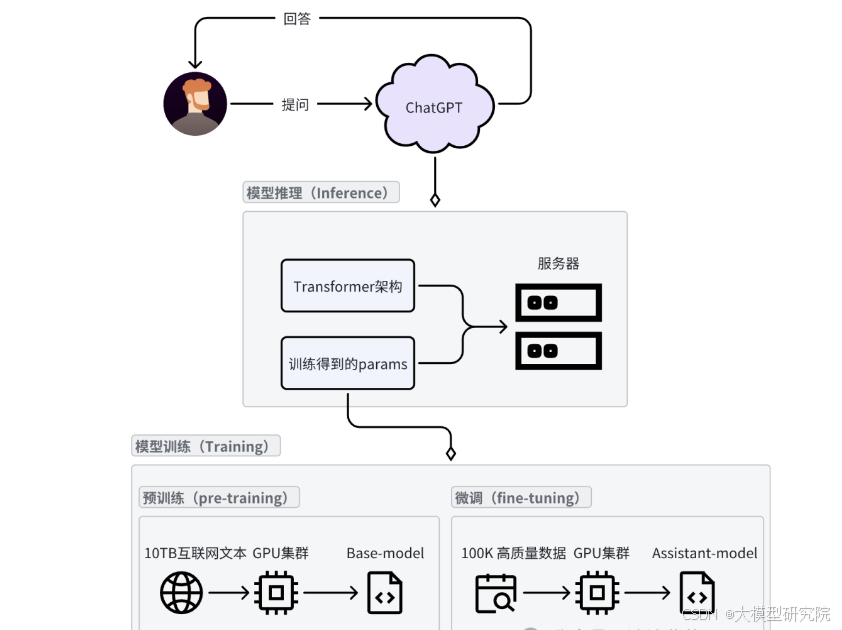 回答
提问
ChatGPT
模型推理（Inference）
服务器
Transformer架构
训练得到的params
模型训练（Training）
预训练（pre-training）
微调（fine-tuning）
10TB互联网文本 GPU集群 Base-model
100K 高质量数据 GPU集群 Assistant-model
CSDN @大模型研究院